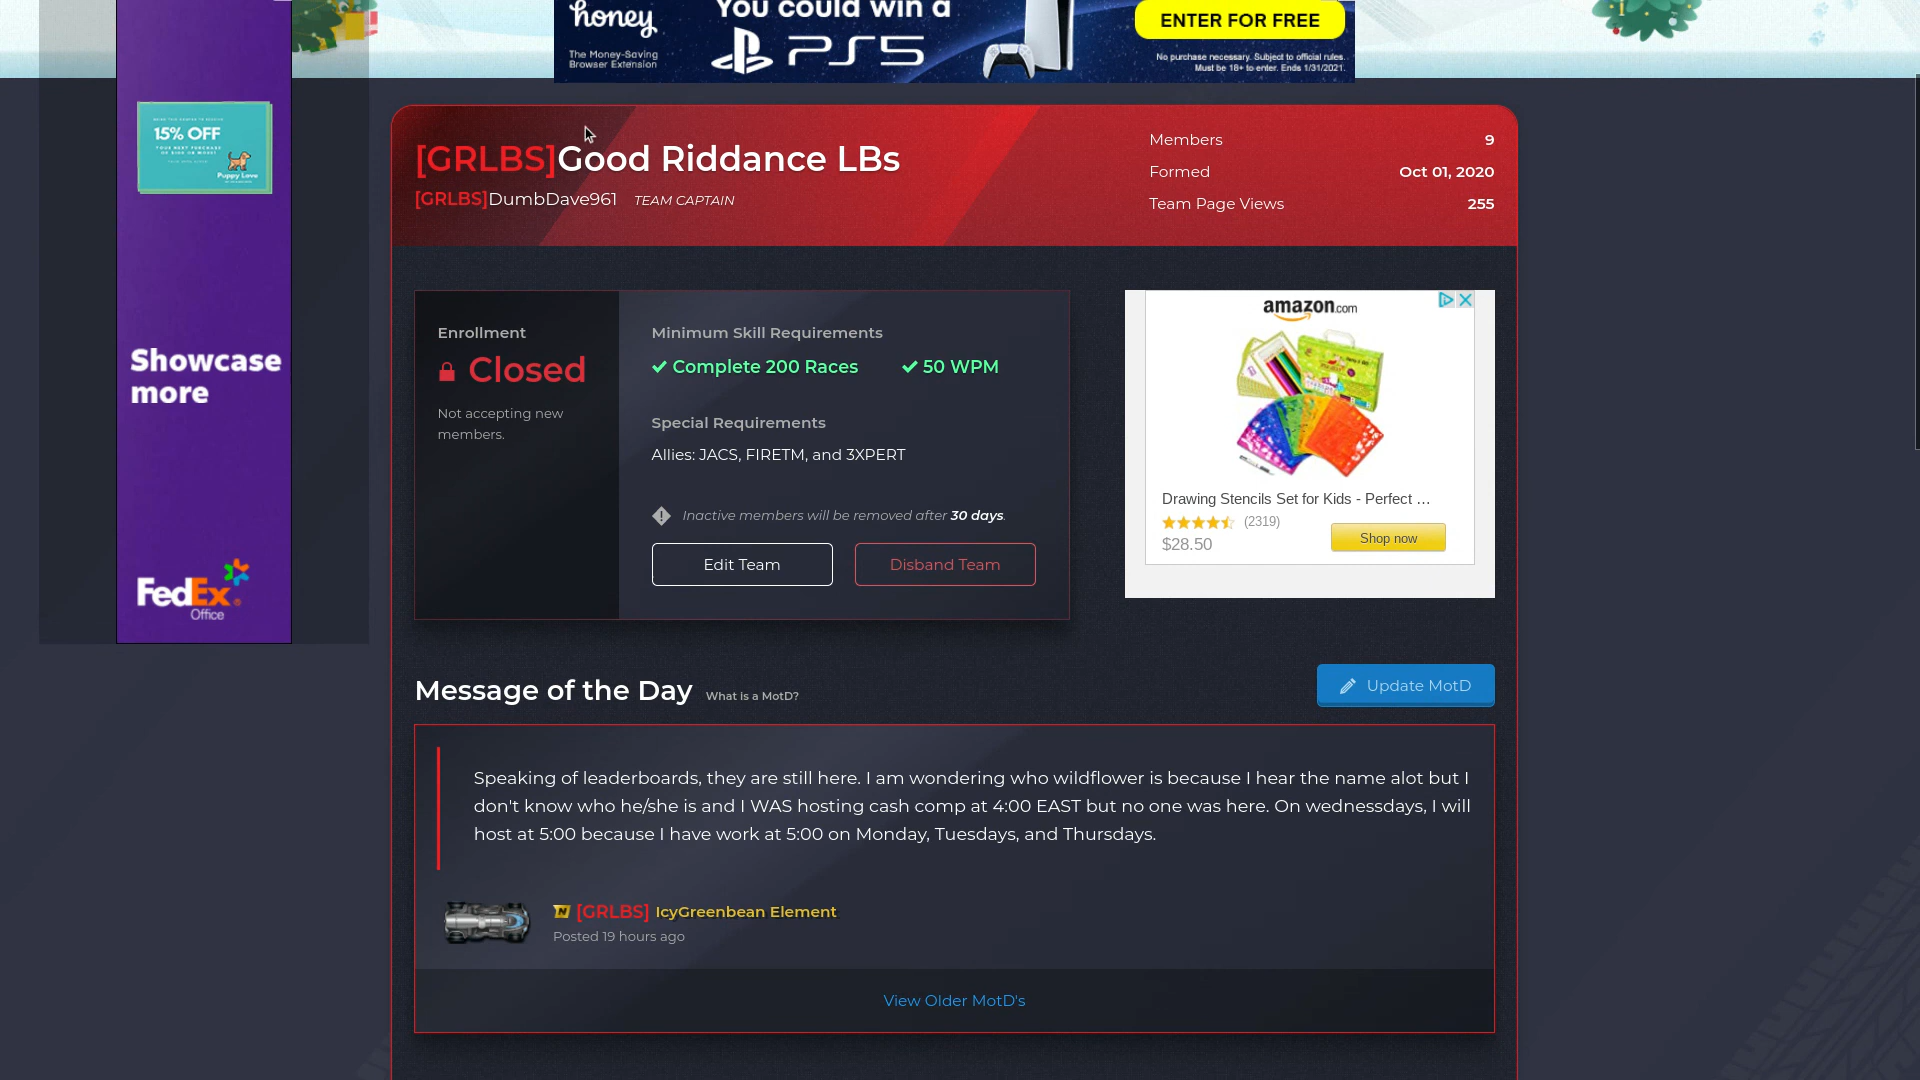 honey
The Money-Saving
Browser Extension
You could win a
PS5
ENTER FOR FREE
No purchase necessary. Subject to official rules.
Must be 18+ to enter. Ends 1/31/2021.
15% OFF
Puppy Love
Showcase
more
FedEx
Office
[GRLBS]Good Riddance LBs
[GRLBS]DumbDave961 TEAM CAPTAIN
Members 9
Formed Oct 01, 2020
Team Page Views 255
Enrollment
Closed
Not accepting new
members.
Minimum Skill Requirements
Complete 200 Races 50 WPM
Special Requirements
Allies: JACS, FIRETM, and 3XPERT
Inactive members will be removed after 30 days.
Edit Team Disband Team
amazon.com
Drawing Stencils Set for Kids - Perfect …
(2319)
$28.50
Shop now
Message of the Day What is a MotD?
Update MotD
Speaking of leaderboards, they are still here. I am wondering who wildflower is because I hear the name alot but I
don't know who he/she is and I WAS hosting cash comp at 4:00 EAST but no one was here. On wednessdays, I will
host at 5:00 because I have work at 5:00 on Monday, Tuesdays, and Thursdays.
N [GRLBS] IcyGreenbean Element
Posted 19 hours ago
View Older MotD's